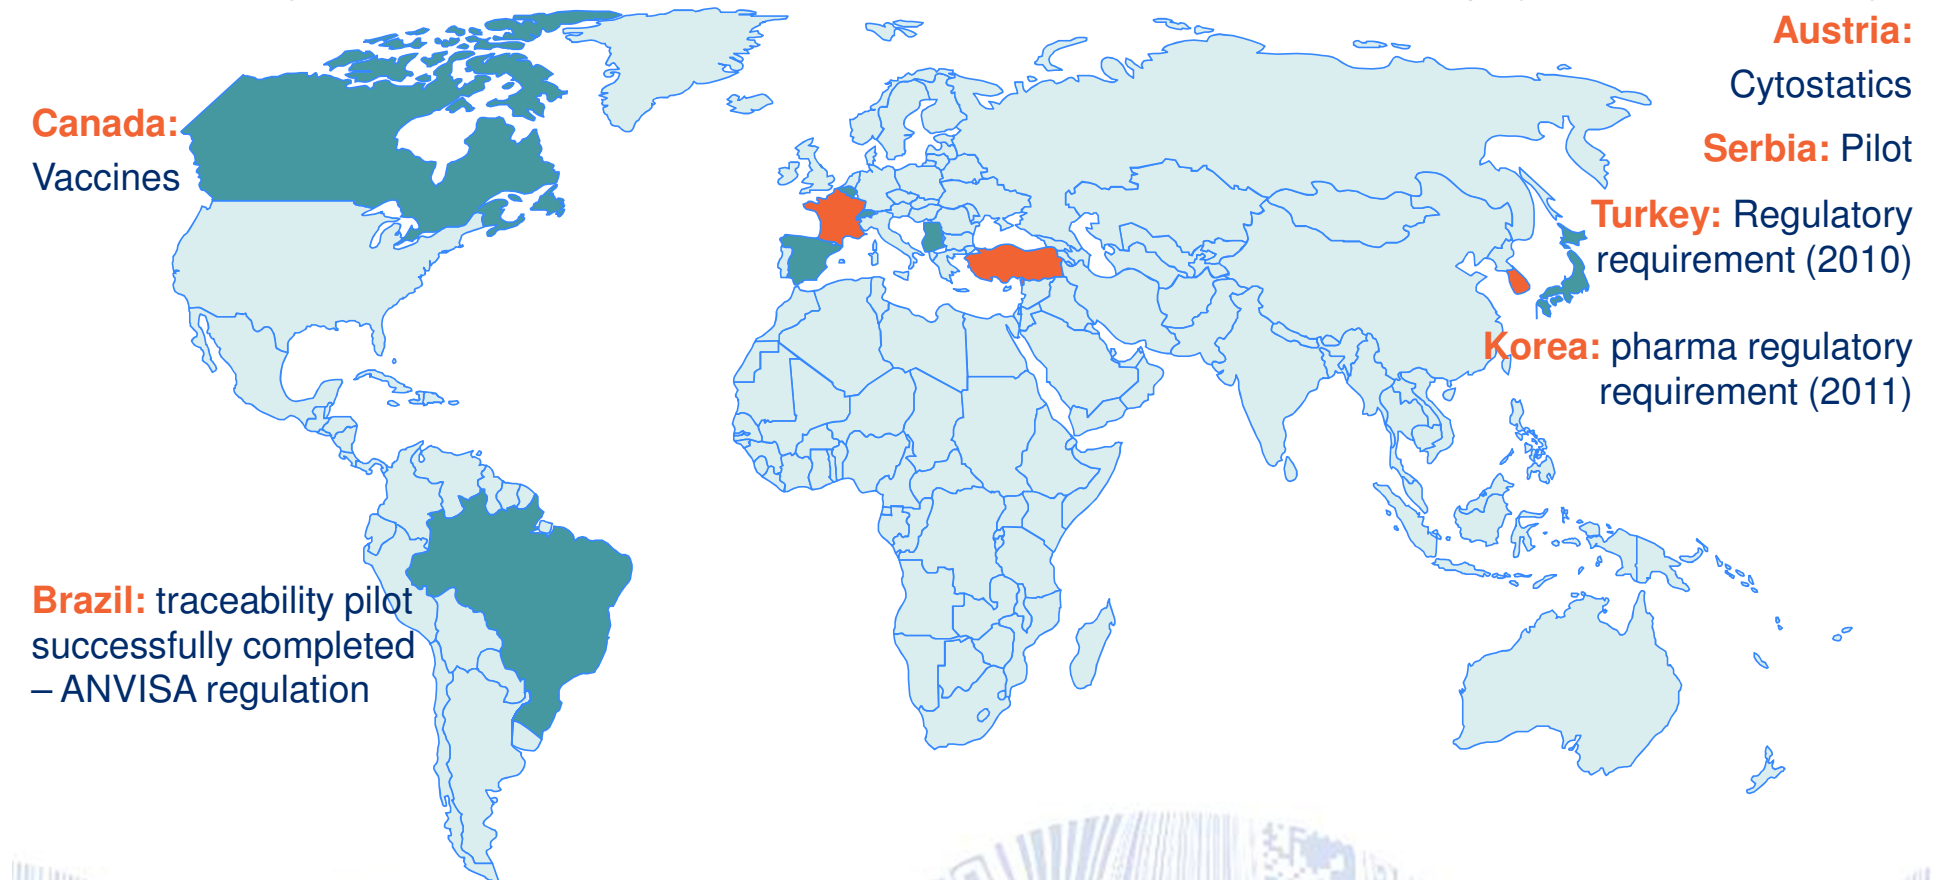 Canada:
Vaccines
Brazil: traceability pilot
successfully completed
– ANVISA regulation
Austria:
Cytostatics
Serbia: Pilot
Turkey: Regulatory
requirement (2010)
Korea: pharma regulatory
requirement (2011)